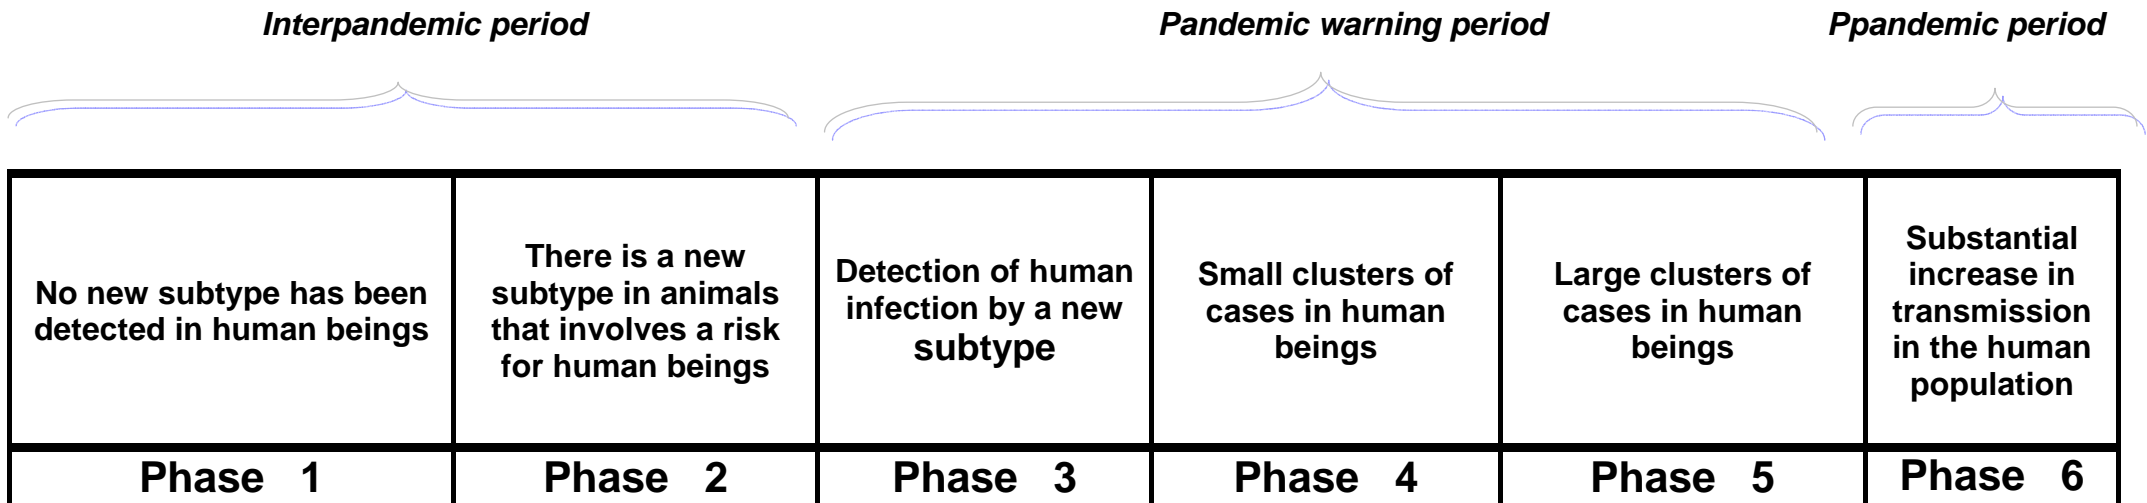 Interpandemic period
Pandemic warning period
Ppandemic period
No new subtype has been
detected in human beings
There is a new
subtype in animals
that involves a risk
for human beings
Detection of human
infection by a new
subtype
Small clusters of
cases in human
beings
Large clusters of
cases in human
beings
Substantial
increase in
transmission
in the human
population
Phase 1
Phase 2
Phase 3
Phase 4
Phase 5
Phase 6